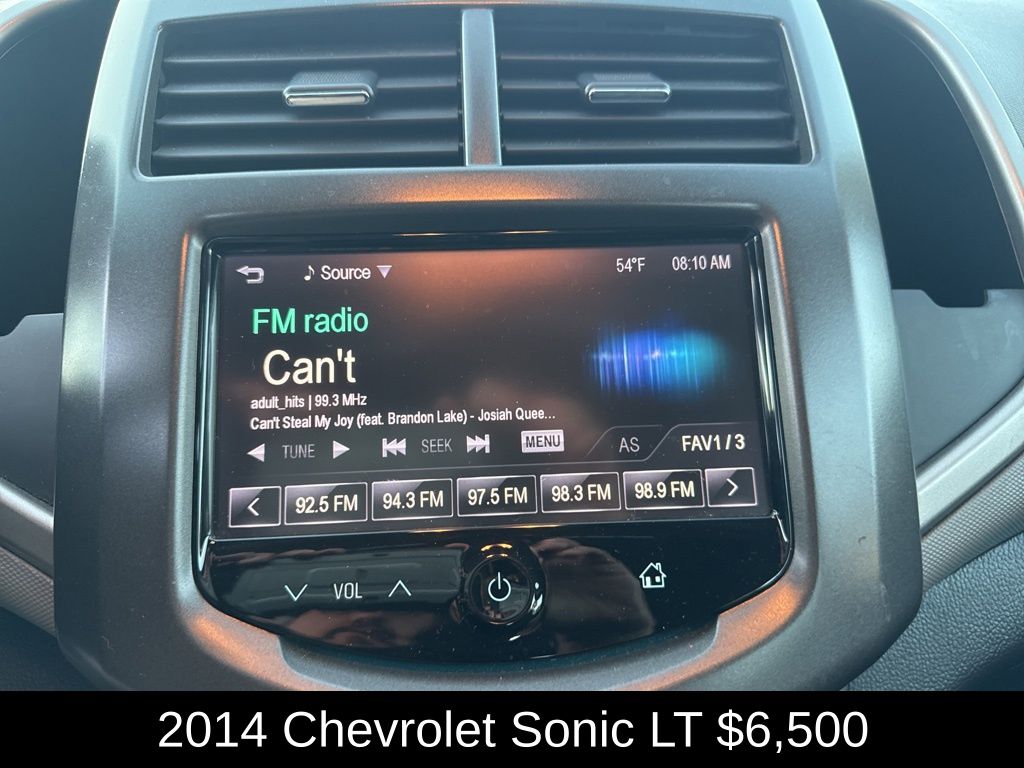 Source 54°F 08:10 AM
FM radio
Can't
adult_hits | 99.3 MHz
Can't Steal My Joy (feat. Brandon Lake) - Josiah Quee...
TUNE SEEK MENU AS FAV1 / 3
92.5 FM 94.3 FM 97.5 FM 98.3 FM 98.9 FM
VOL
2014 Chevrolet Sonic LT $6,500